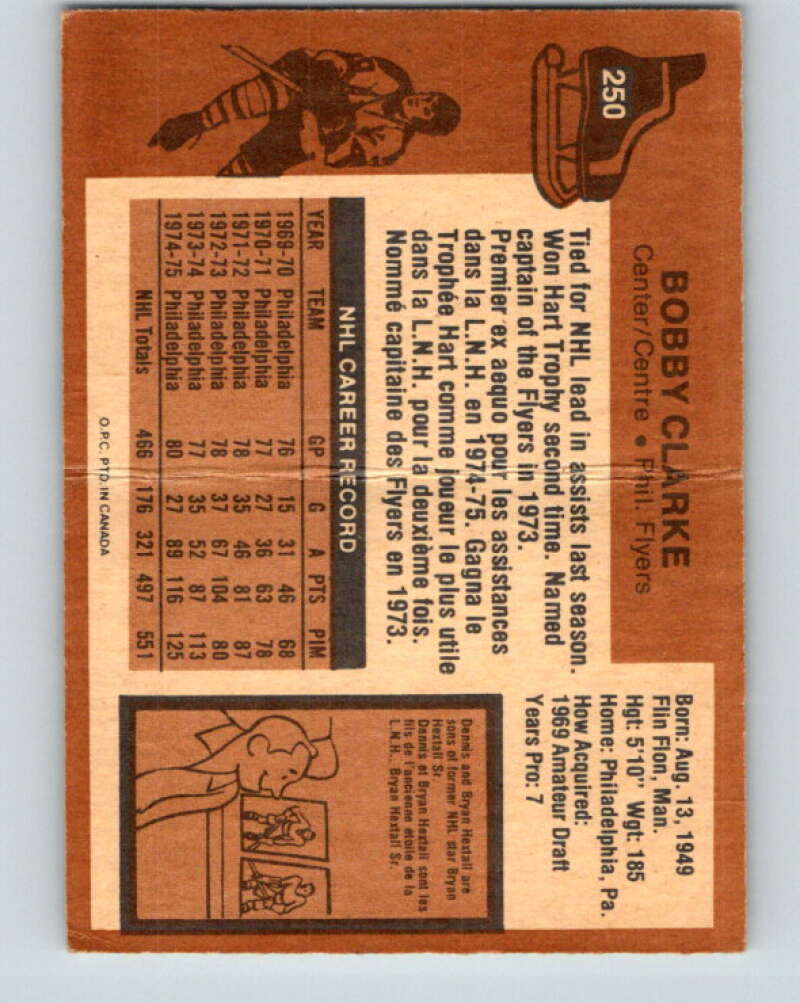 250
BOBBY CLARKE
Center/Centre • Phil. Flyers
Born: Aug. 13, 1949
Flin Flon, Man.
Hgt: 5'10" Wgt: 185
Home: Philadelphia, Pa.
How Acquired:
1969 Amateur Draft
Years Pro: 7
Tied for NHL lead in assists last season.
Won Hart Trophy second time. Named
captain of the Flyers in 1973.
Premier ex aequo pour les assistances
dans la L.N.H. en 1974-75. Gagna le
Trophée Hart comme joueur le plus utile
dans la L.N.H. pour la deuxième fois.
Nommé capitaine des Flyers en 1973.
NHL CAREER RECORD
YEAR TEAM GP G A PTS PIM
1969-70 Philadelphia 76 15 31 46 68
1970-71 Philadelphia 77 27 36 63 78
1971-72 Philadelphia 78 35 46 81 87
1972-73 Philadelphia 78 37 67 104 80
1973-74 Philadelphia 77 35 52 87 113
1974-75 Philadelphia 80 27 89 116 125
NHL Totals 466 176 321 497 551
Dennis and Bryan Hextall are
sons of former NHL star Bryan
Hextall Sr.
Dennis et Bryan Hextall sont les
fils de l'ancienne étoile de la
L.N.H., Bryan Hextall Sr.
O.P.C. PTD. IN CANADA